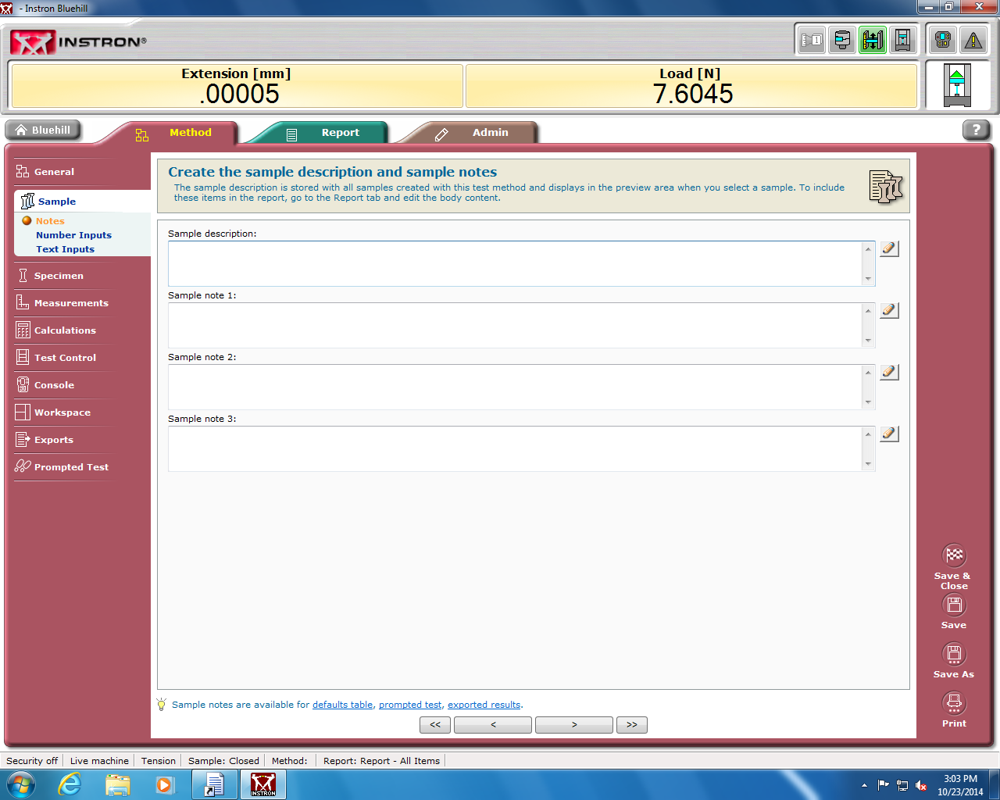 - Instron Bluehill
INSTRON®
1
Extension [mm]
.00005
Load [N]
7.6045
Bluehill
Method
Report
Admin
?
General
Sample
Notes
Number Inputs
Text Inputs
Specimen
Measurements
Calculations
Test Control
Console
Workspace
Exports
Prompted Test
Create the sample description and sample notes
The sample description is stored with all samples created with this test method and displays in the preview area when you select a sample. To include
these items in the report, go to the Report tab and edit the body content.
Sample description:
Sample note 1:
Sample note 2:
Sample note 3:
Save &
Close
Save
Save As
Print
Sample notes are available for defaults table, prompted test, exported results.
<<
<
>
>>
Security off
Live machine
Tension
Sample: Closed
Method:
Report: Report - All Items
INSTRON
3:03 PM
10/23/2014